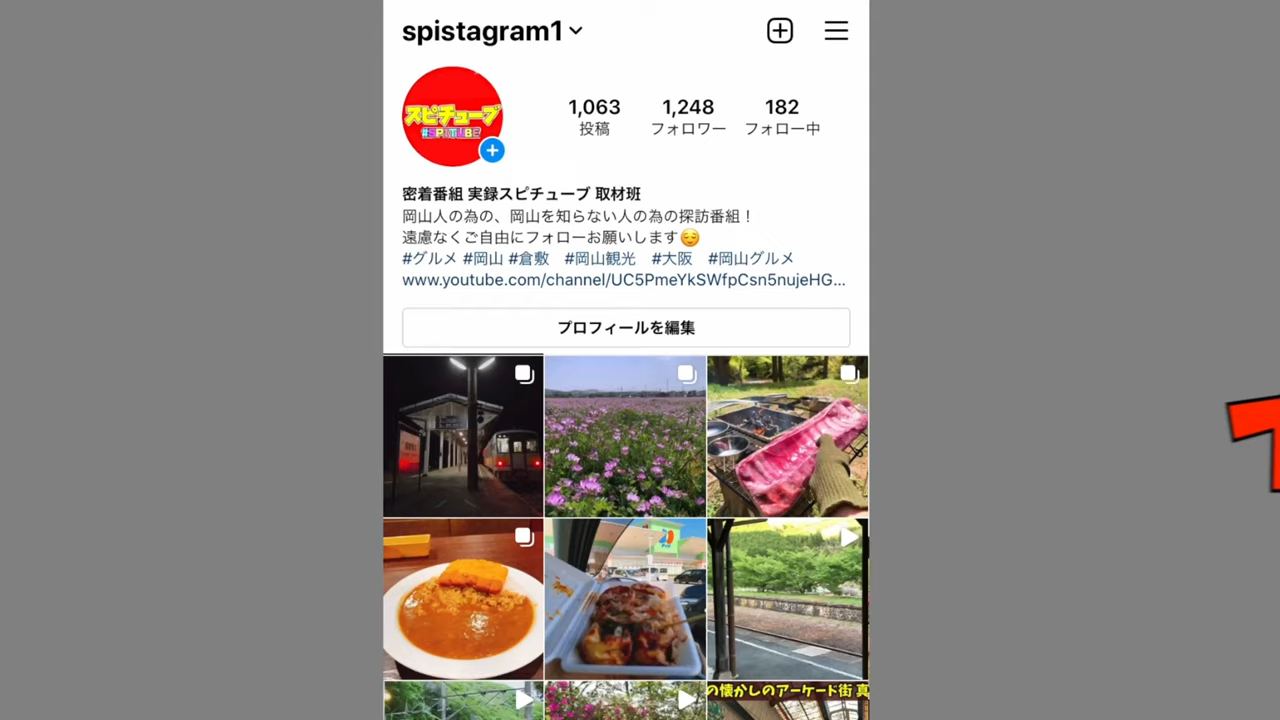 spistagram1
スピチューブ
#SPITUBE
1,063
1,248
182
投稿
フォロワー
フォロー中
密着番組 実録スピチューブ 取材班
岡山人の為の、岡山を知らない人の為の探訪番組！
遠慮なくご自由にフォローお願いします😌
#グルメ #岡山 #倉敷　#岡山観光　#大阪　#岡山グルメ
www.youtube.com/channel/UC5PmeYkSWfpCsn5nujeHG...
プロフィールを編集
の懐かしのアーケード街 真